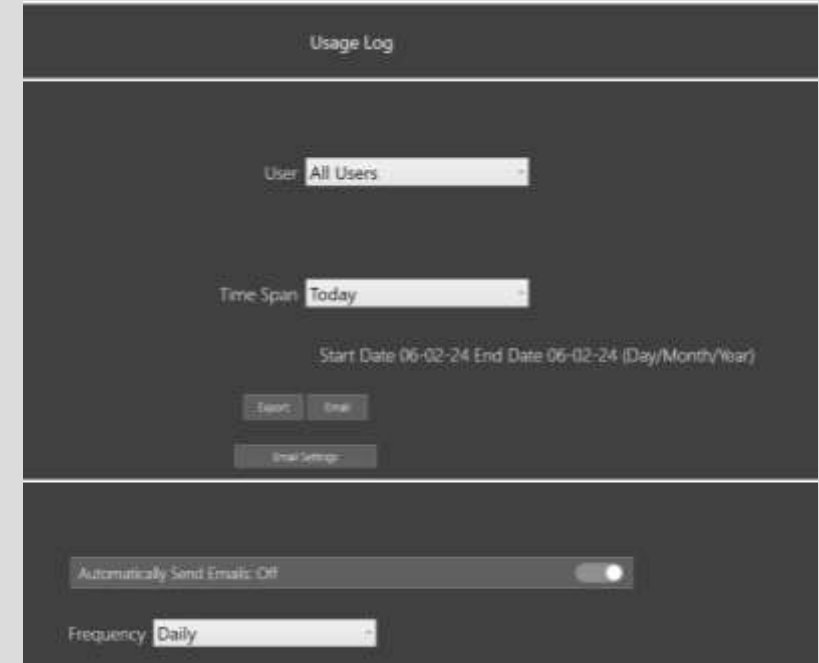 Usage Log
User All Users
Time Span Today
Start Date 06-02-24 End Date 06-02-24 (Day/Month/Year)
Export Email
Email Settings
Automatically Send Emails: Off
Frequency Daily